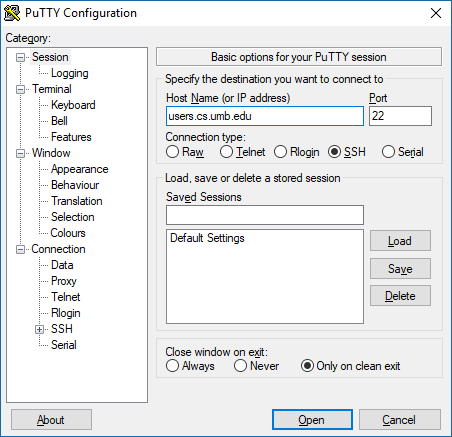 PuTTY Configuration
Category:
Session
Logging
Terminal
Keyboard
Bell
Features
Window
Appearance
Behaviour
Translation
Selection
Colours
Connection
Data
Proxy
Telnet
Rlogin
SSH
Serial
Basic options for your PuTTY session
Specify the destination you want to connect to
Host Name (or IP address) Port
users.cs.umb.edu 22
Connection type:
Raw Telnet Rlogin SSH Serial
Load, save or delete a stored session
Saved Sessions
Default Settings
Load
Save
Delete
Close window on exit:
Always Never Only on clean exit
About Open Cancel